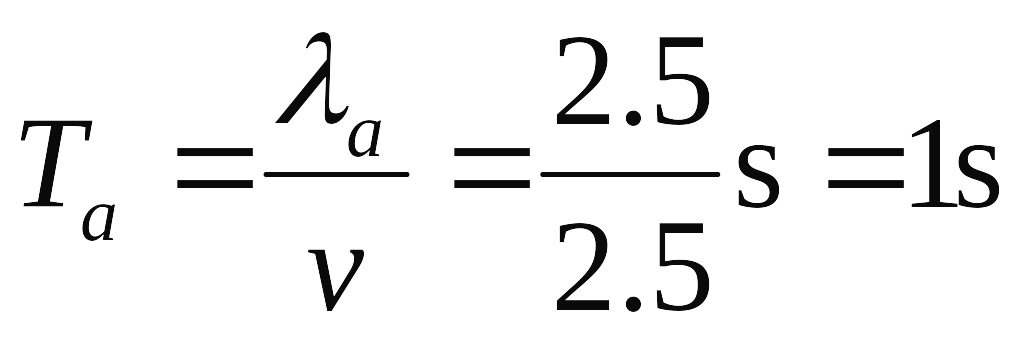 T_a = λ_a / v = 2.5 / 2.5 s = 1s